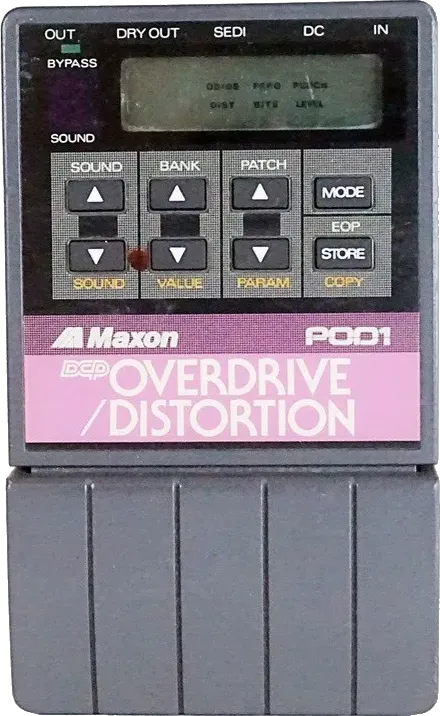 OUT DRY OUT SEDI DC IN
BYPASS
OD/DS FREQ PUNCH
DIST BITE LEVEL
SOUND
SOUND BANK PATCH
MODE
EOP
STORE
SOUND VALUE PARAM COPY
Maxon POD1
DCP OVERDRIVE
/DISTORTION